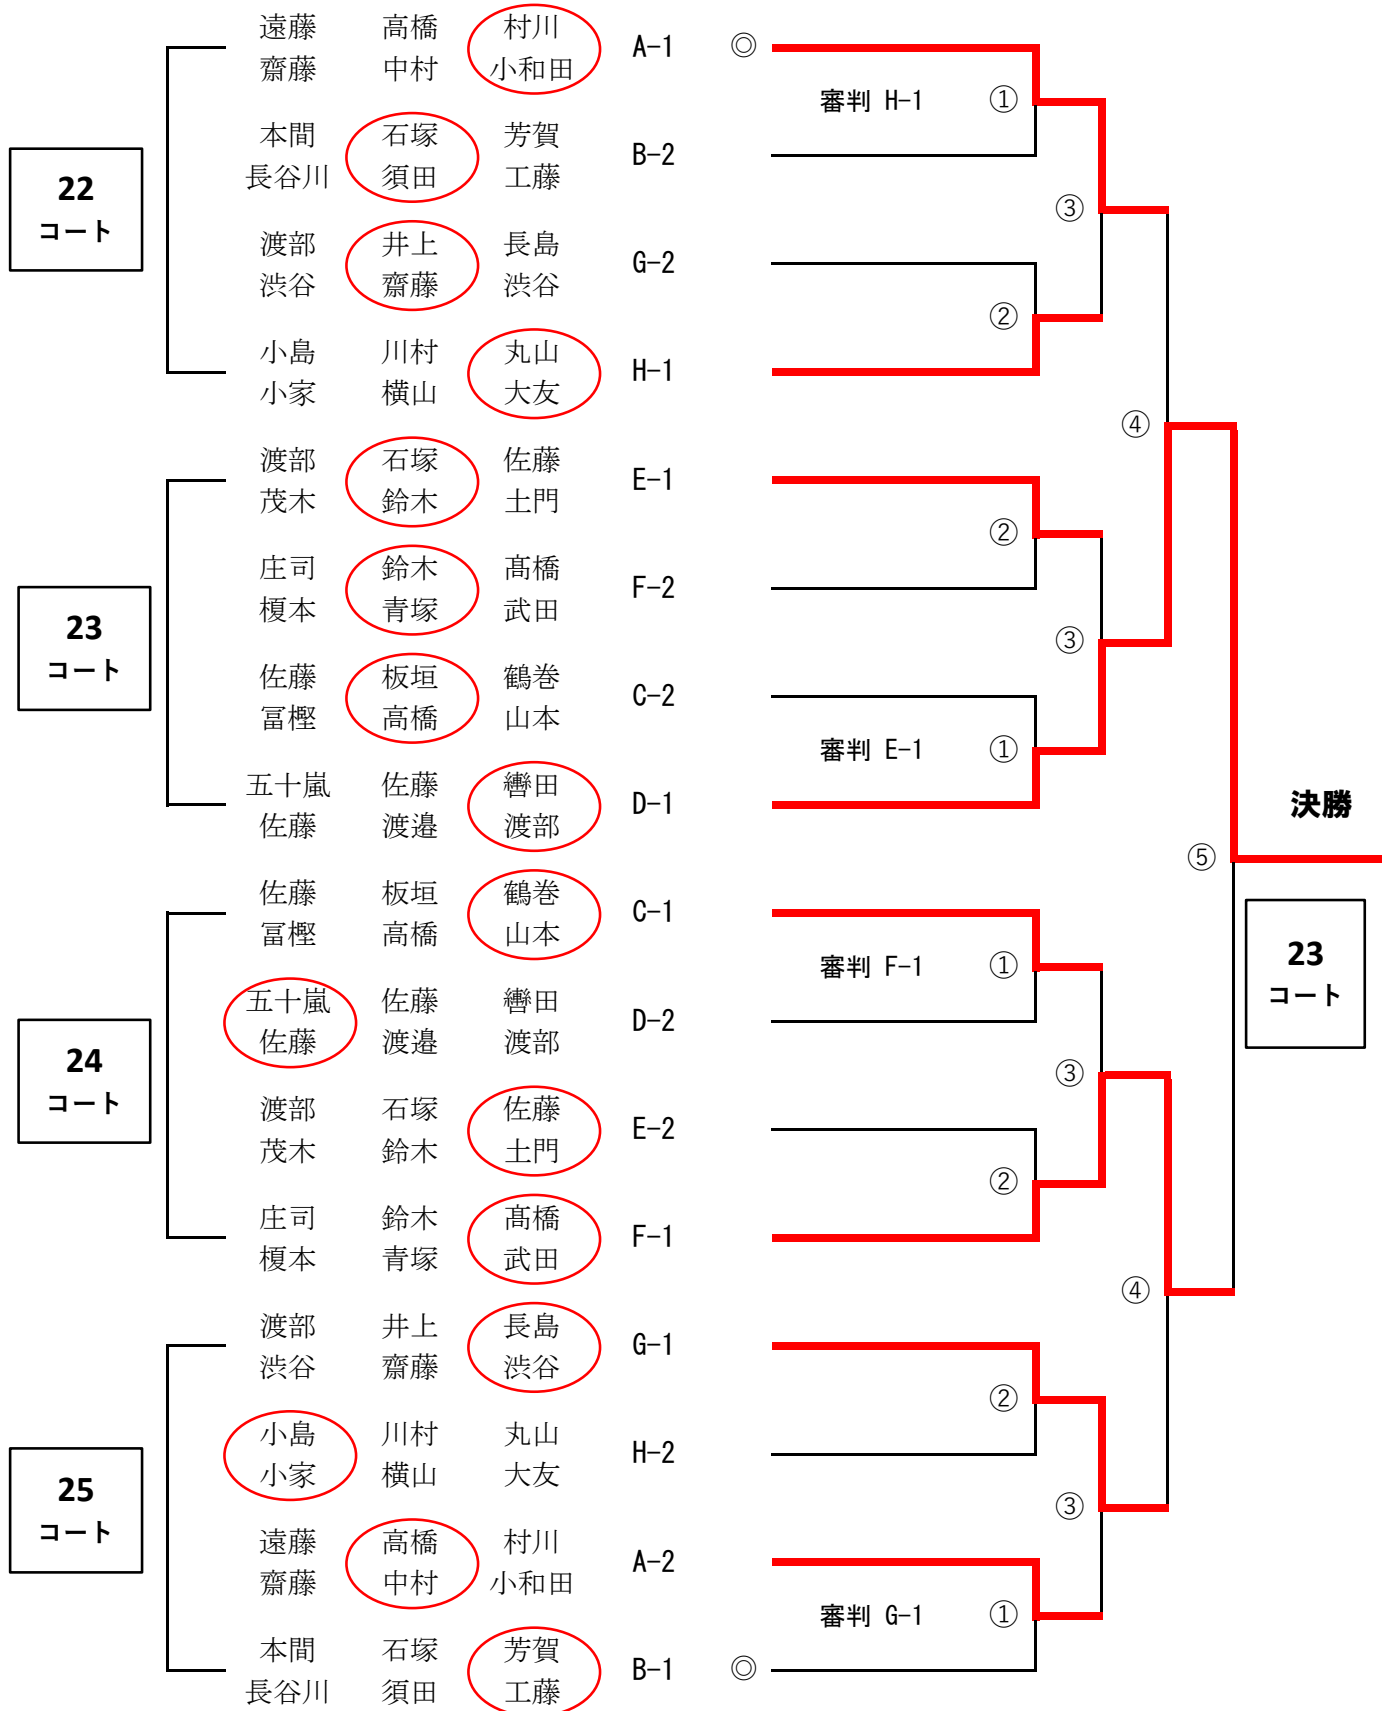 遠藤 高橋 村川 A-1 ◎
齋藤 中村 小和田
審判 H-1 ①
本間 石塚 芳賀 B-2
長谷川 須田 工藤
22
コート
③
渡部 井上 長島 G-2
渋谷 齋藤 渋谷
②
小島 川村 丸山 H-1
小家 横山 大友
④
渡部 石塚 佐藤 E-1
茂木 鈴木 土門
②
庄司 鈴木 髙橋 F-2
榎本 青塚 武田
23
コート
③
佐藤 板垣 鶴巻 C-2
冨樫 高橋 山本
審判 E-1 ①
五十嵐 佐藤 轡田 D-1
佐藤 渡邉 渡部
決勝
⑤
佐藤 板垣 鶴巻 C-1
冨樫 高橋 山本
23
コート
審判 F-1 ①
五十嵐 佐藤 轡田 D-2
佐藤 渡邉 渡部
24
コート
③
渡部 石塚 佐藤 E-2
茂木 鈴木 土門
②
庄司 鈴木 髙橋 F-1
榎本 青塚 武田
④
渡部 井上 長島 G-1
渋谷 齋藤 渋谷
②
小島 川村 丸山 H-2
小家 横山 大友
25
コート
③
遠藤 高橋 村川 A-2
齋藤 中村 小和田
審判 G-1 ①
本間 石塚 芳賀 B-1 ◎
長谷川 須田 工藤